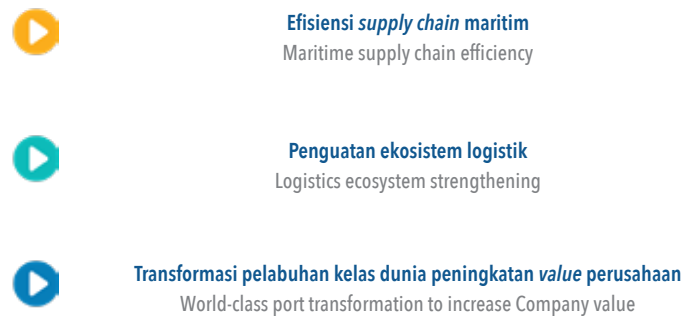 Efisiensi supply chain maritim
Maritime supply chain efficiency
Penguatan ekosistem logistik
Logistics ecosystem strengthening
Transformasi pelabuhan kelas dunia peningkatan value perusahaan
World-class port transformation to increase Company value